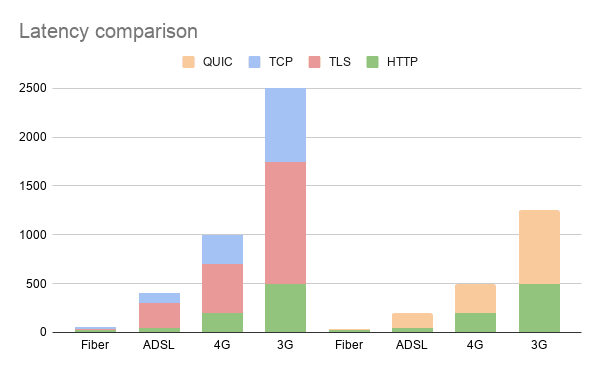 Latency comparison
QUIC TCP TLS HTTP
2500
2000
1500
1000
500
0
Fiber ADSL 4G 3G Fiber ADSL 4G 3G